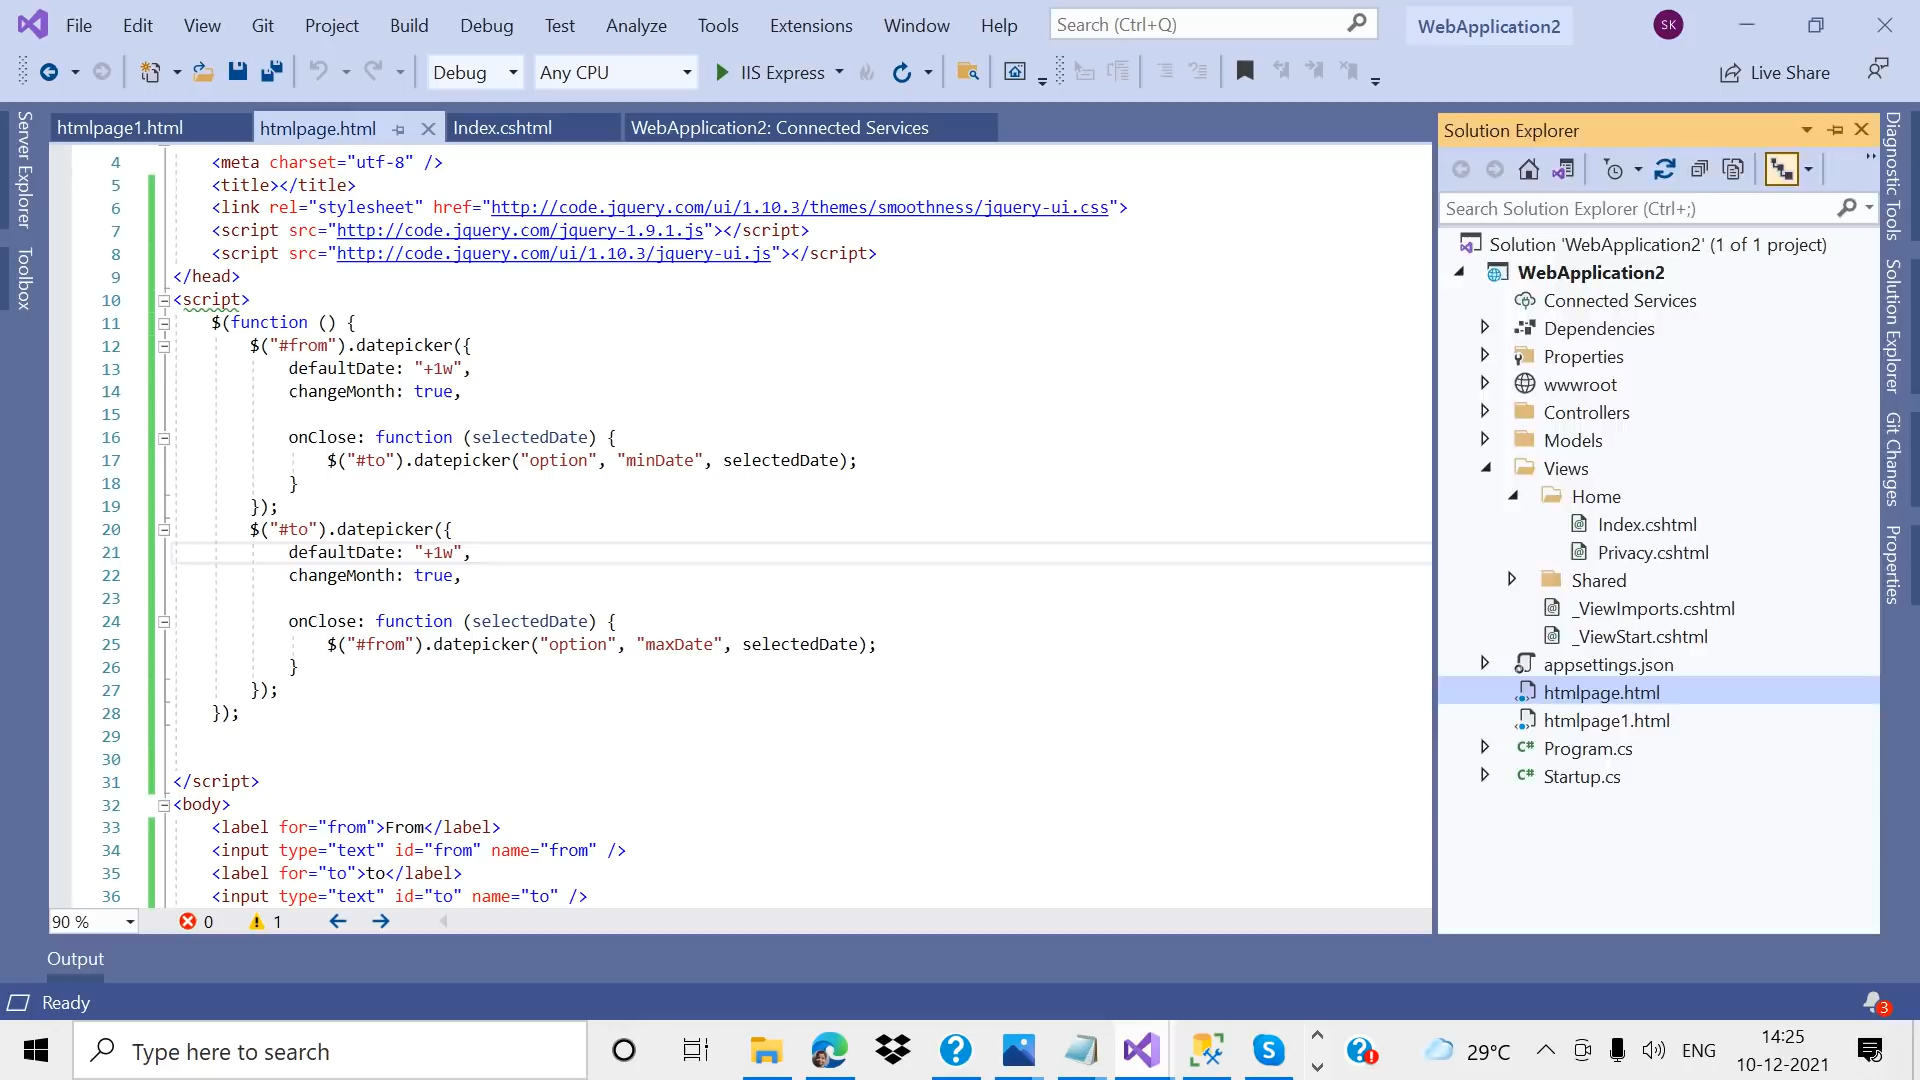 File Edit View Git Project Build Debug Test Analyze Tools Extensions Window Help Search (Ctrl+Q) WebApplication2 SK
Debug Any CPU IIS Express Live Share
htmlpage1.html htmlpage.html Index.cshtml WebApplication2: Connected Services
Server Explorer
Toolbox
4 <meta charset="utf-8" />
5 <title></title>
6 <link rel="stylesheet" href="http://code.jquery.com/ui/1.10.3/themes/smoothness/jquery-ui.css">
7 <script src="http://code.jquery.com/jquery-1.9.1.js"></script>
8 <script src="http://code.jquery.com/ui/1.10.3/jquery-ui.js"></script>
9 </head>
10 <script>
11 $(function () {
12 $("#from").datepicker({
13 defaultDate: "+1w",
14 changeMonth: true,
15
16 onClose: function (selectedDate) {
17 $("#to").datepicker("option", "minDate", selectedDate);
18 }
19 });
20 $("#to").datepicker({
21 defaultDate: "+1w",
22 changeMonth: true,
23
24 onClose: function (selectedDate) {
25 $("#from").datepicker("option", "maxDate", selectedDate);
26 }
27 });
28 });
29
30
31 </script>
32 <body>
33 <label for="from">From</label>
34 <input type="text" id="from" name="from" />
35 <label for="to">to</label>
36 <input type="text" id="to" name="to" />
90 % 0 1
Solution Explorer
Search Solution Explorer (Ctrl+;)
Solution 'WebApplication2' (1 of 1 project)
WebApplication2
Connected Services
Dependencies
Properties
wwwroot
Controllers
Models
Views
Home
Index.cshtml
Privacy.cshtml
Shared
_ViewImports.cshtml
_ViewStart.cshtml
appsettings.json
htmlpage.html
htmlpage1.html
C# Program.cs
C# Startup.cs
Diagnostic Tools
Solution Explorer
Git Changes
Properties
Output
Ready 3
Type here to search 29°C ENG 14:25
10-12-2021